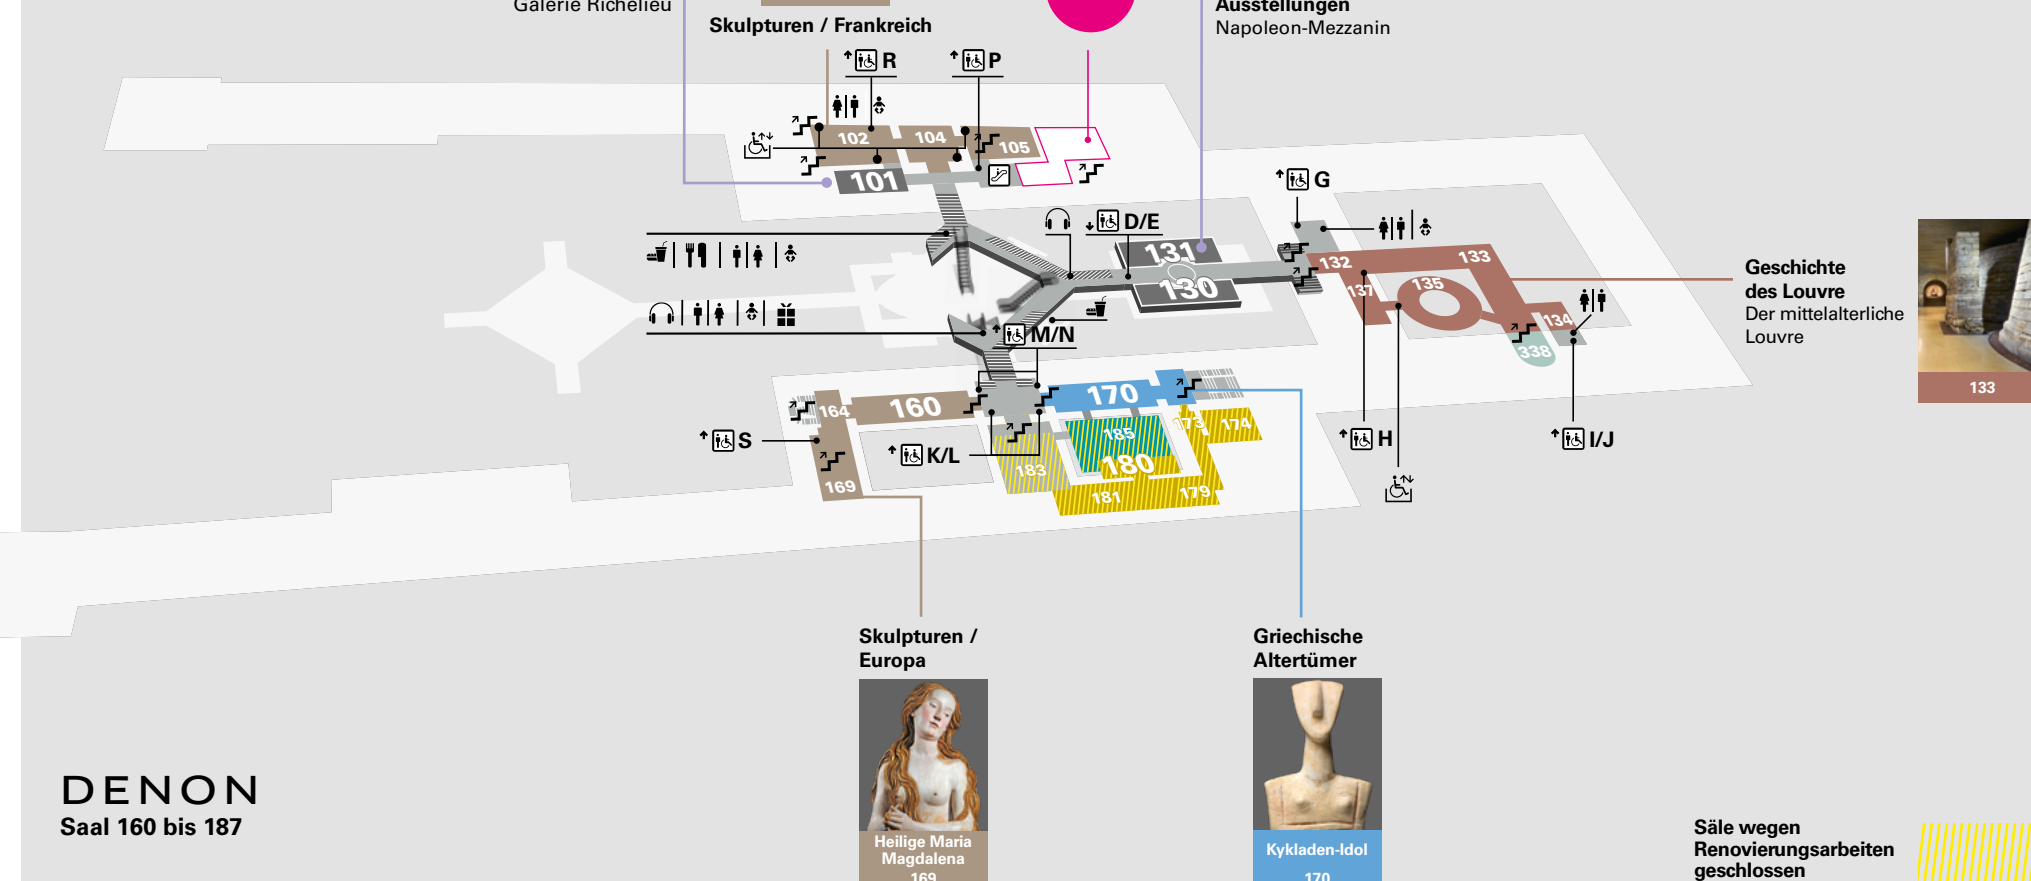 Galerie Richelieu
Skulpturen / Frankreich
Ausstellungen
Napoleon-Mezzanin
R
P
102
104
105
101
G
D/E
131
130
132
133
137
135
134
338
Geschichte
des Louvre
Der mittelalterliche
Louvre
133
M/N
164
160
170
173
174
185
180
183
181
179
169
S
K/L
H
I/J
Skulpturen /
Europa
Heilige Maria
Magdalena
169
Griechische
Altertümer
Kykladen-Idol
170
DENON
Saal 160 bis 187
Säle wegen
Renovierungsarbeiten
geschlossen